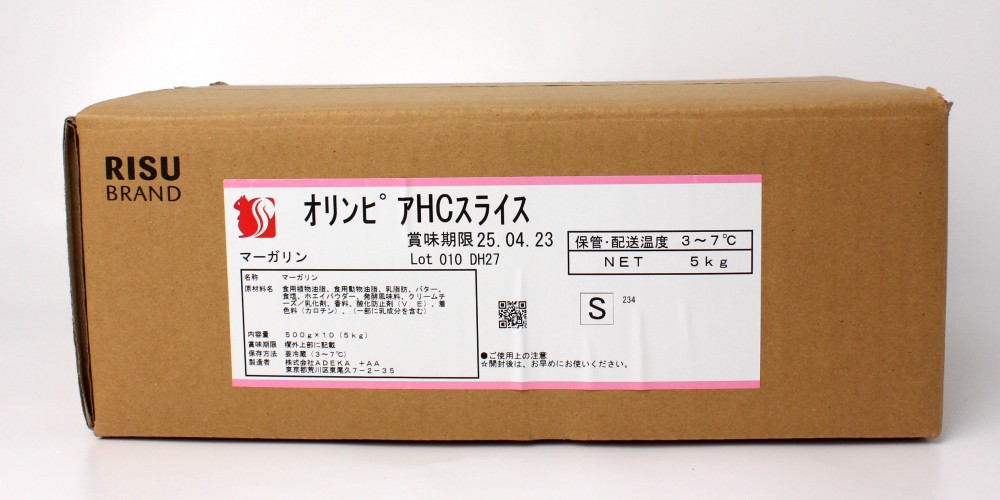 RISU
BRAND
オリンピアHCスライス
賞味期限25.04.23
マーガリン
Lot 010 DH27
保管・配送温度 3～7℃
NET 5kg
名称 マーガリン
原材料名 食用植物油脂、食用動物油脂、乳脂肪、バター、
食塩、ホエイパウダー、発酵風味料、クリームチ
ーズ/乳化剤、香料、酸化防止剤（V．E）、着
色料（カロチン）、（一部に乳成分を含む）
S
234
内容量 500g×10（5kg）
賞味期限 欄外上部に記載
保存方法 要冷蔵（3～7℃）
製造者 株式会社ADEKA +AA
東京都荒川区東尾久7-2-35
●ご使用上の注意
☆開封後は、お早めにお使いください。